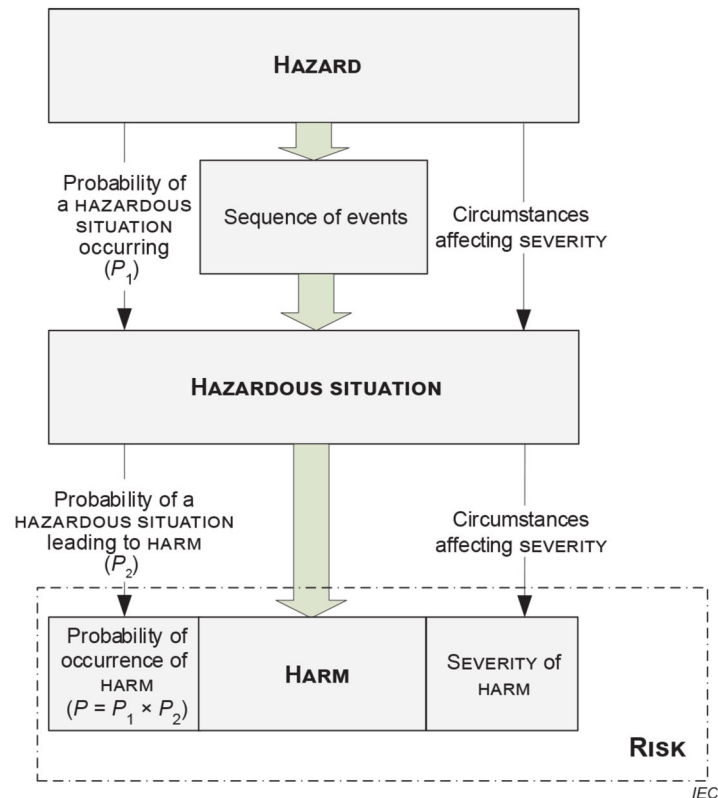 HAZARD
Probability of
a HAZARDOUS
SITUATION
occurring
(P1)
Sequence of events
Circumstances
affecting SEVERITY
HAZARDOUS SITUATION
Probability of a
HAZARDOUS SITUATION
leading to HARM
(P2)
Circumstances
affecting SEVERITY
Probability of
occurrence of
HARM
(P = P1 × P2)
HARM
SEVERITY of
HARM
RISK
IEC